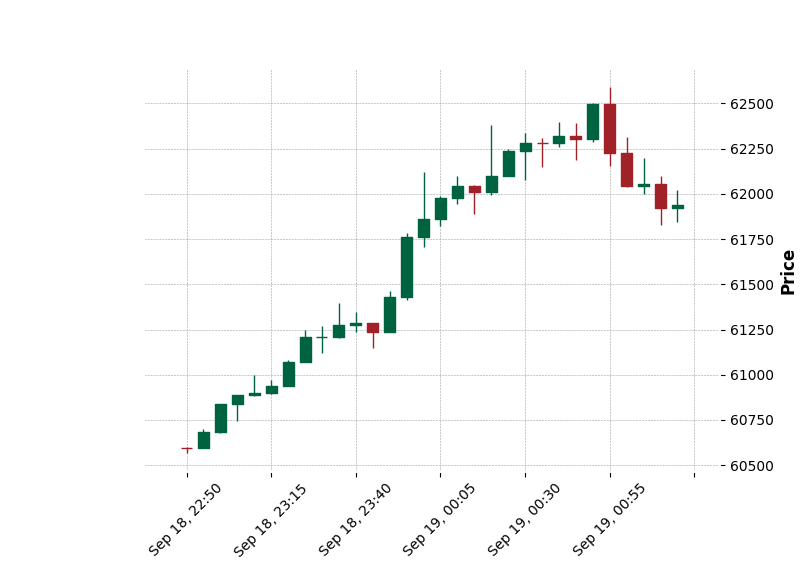 62500
62250
62000
61750
61500
61250
61000
60750
60500
Price
Sep 18, 22:50
Sep 18, 23:15
Sep 18, 23:40
Sep 19, 00:05
Sep 19, 00:30
Sep 19, 00:55